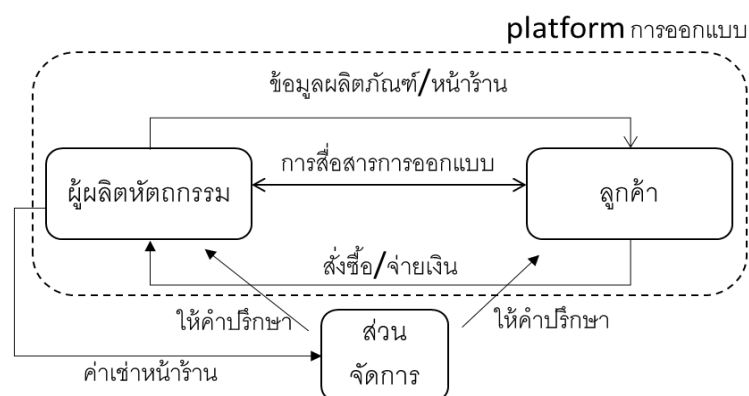 platform การออกแบบ
ข้อมูลผลิตภัณฑ์/หน้าร้าน
การสื่อสารการออกแบบ
ผู้ผลิตหัตถกรรม
ลูกค้า
สั่งซื้อ/จ่ายเงิน
ให้คำปรึกษา
ให้คำปรึกษา
ส่วน
จัดการ
ค่าเช่าหน้าร้าน